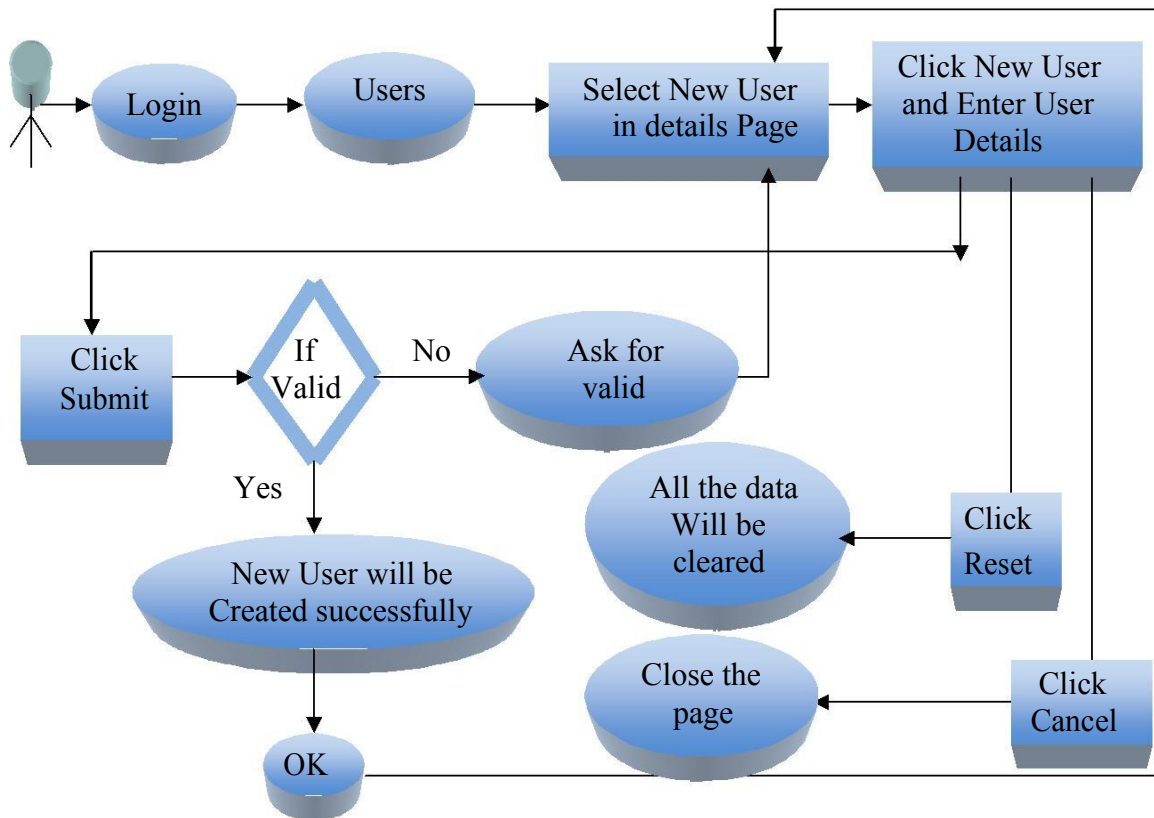 Login
Users
Select New User
in details Page
Click New User
and Enter User
Details
Click
Submit
If
Valid
No
Ask for
valid
Yes
All the data
Will be
cleared
Click
Reset
New User will be
Created successfully
Close the
page
Click
Cancel
OK